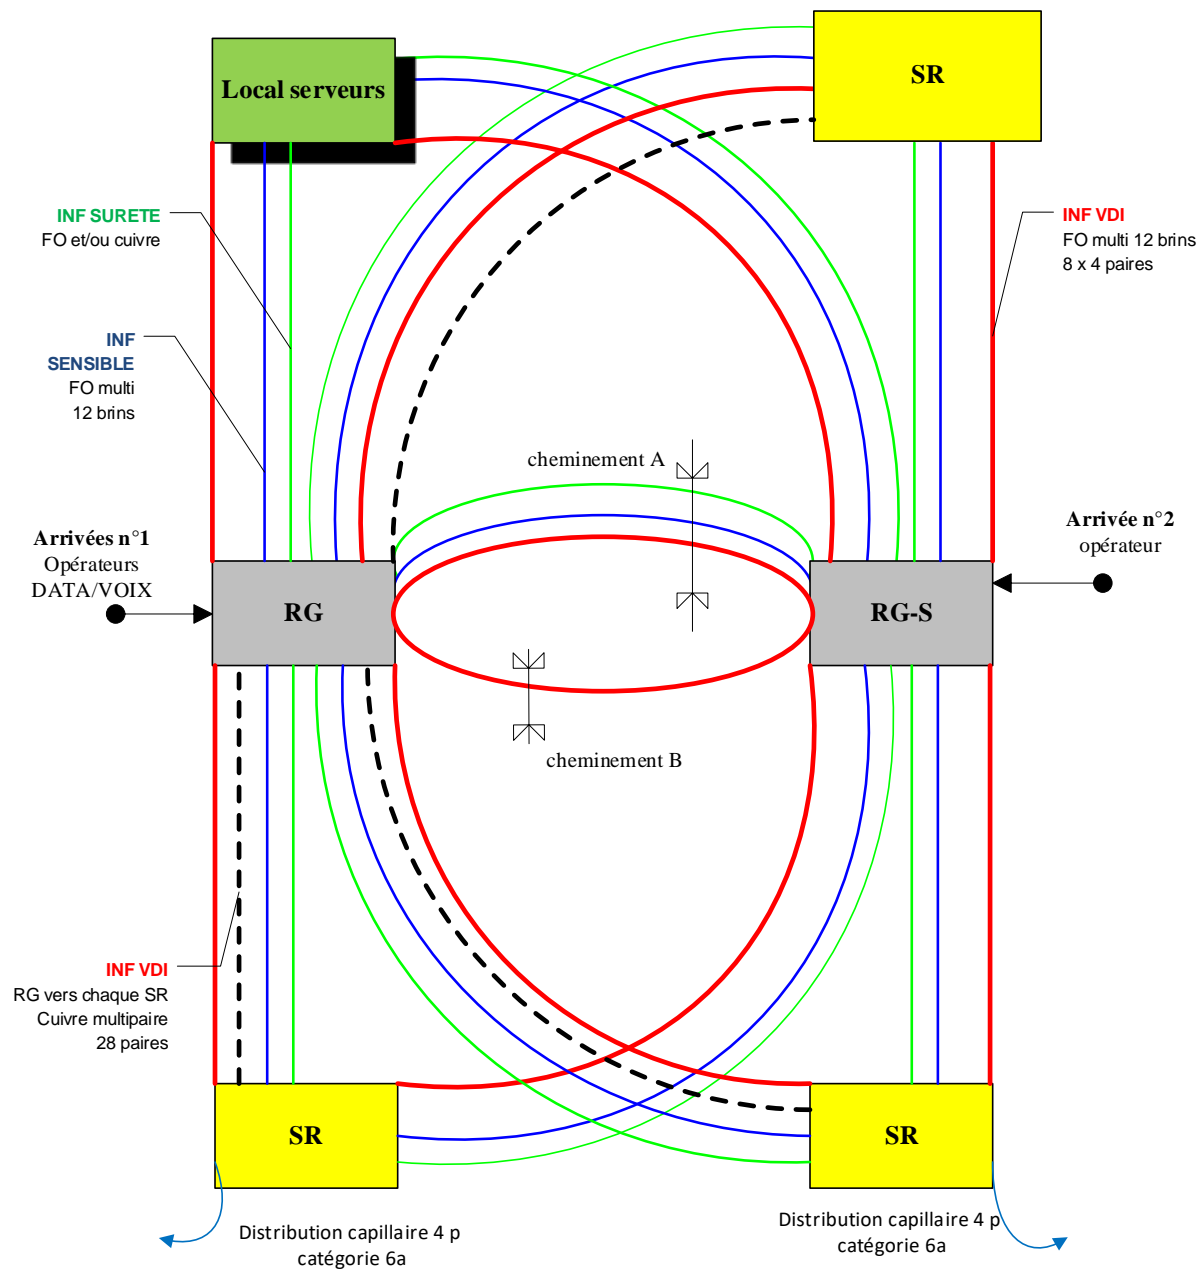 Local serveurs
SR
INF SURETE
FO et/ou cuivre
INF VDI
FO multi 12 brins
8 x 4 paires
INF
SENSIBLE
FO multi
12 brins
cheminement A
Arrivées n°1
Opérateurs
DATA/VOIX
Arrivée n°2
opérateur
RG
RG-S
cheminement B
INF VDI
RG vers chaque SR
Cuivre multipaire
28 paires
SR
SR
Distribution capillaire 4 p
catégorie 6a
Distribution capillaire 4 p
catégorie 6a